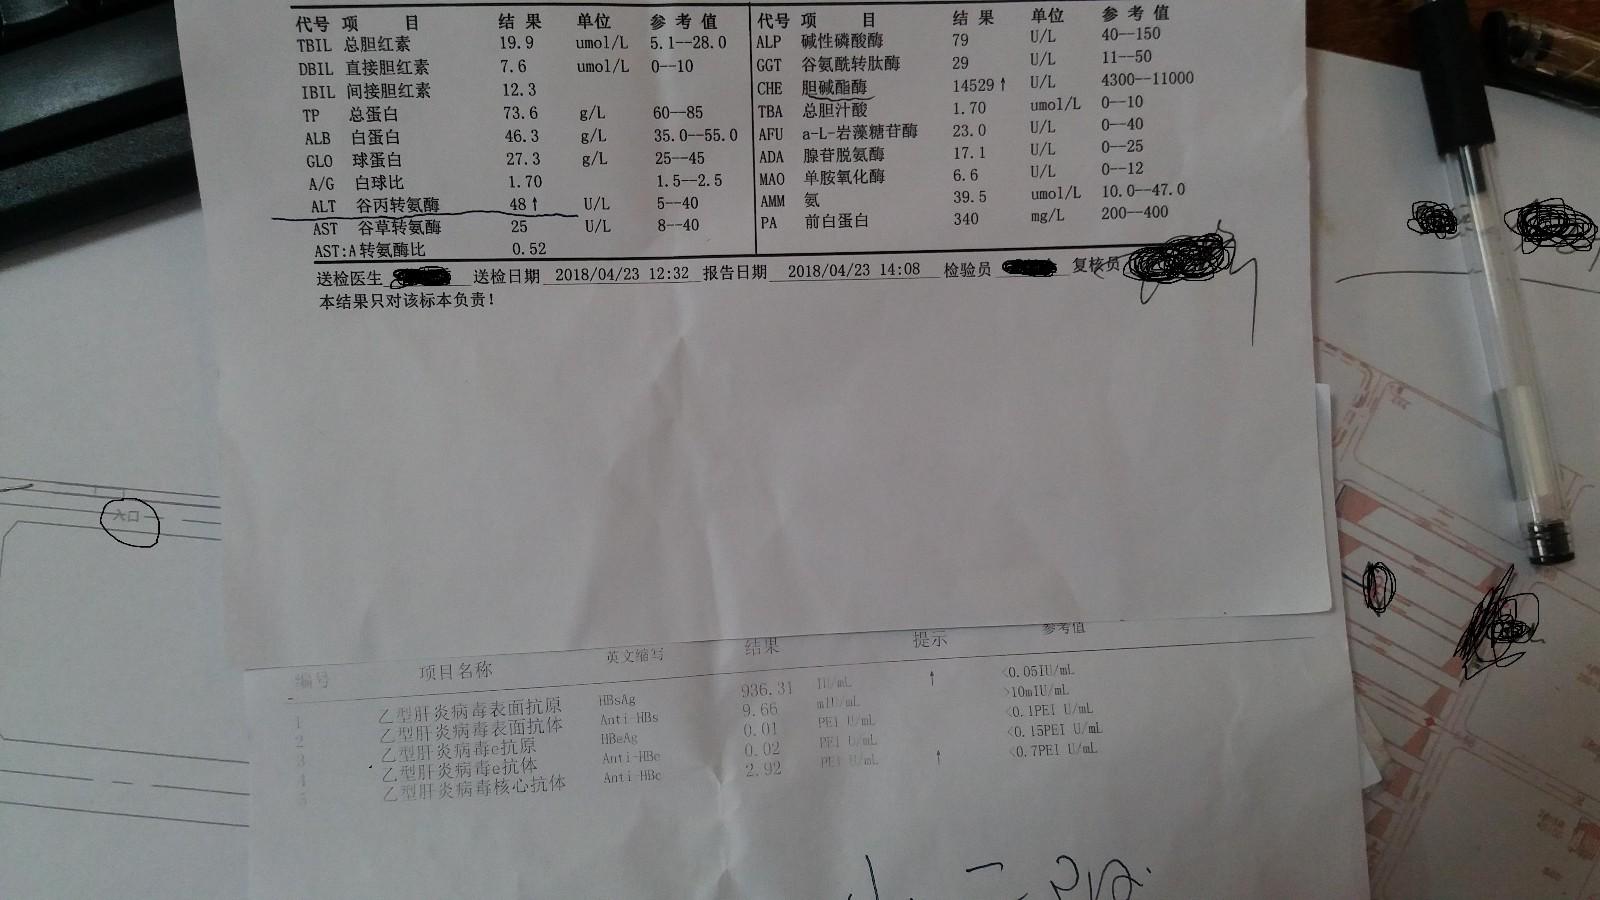 代号 项 目 结 果 单位 参 考 值 代号 项 目 结 果 单位 参 考 值
TBIL 总胆红素 19.9 umol/L 5.1--28.0 ALP 碱性磷酸酶 79 U/L 40--150
DBIL 直接胆红素 7.6 umol/L 0--10 GGT 谷氨酰转肽酶 29 U/L 11--50
IBIL 间接胆红素 12.3 CHE 胆碱酯酶 14529↑ U/L 4300--11000
TP 总蛋白 73.6 g/L 60--85 TBA 总胆汁酸 1.70 umol/L 0--10
ALB 白蛋白 46.3 g/L 35.0--55.0 AFU a-L-岩藻糖苷酶 23.0 U/L 0--40
GLO 球蛋白 27.3 g/L 25--45 ADA 腺苷脱氨酶 17.1 U/L 0--25
A/G 白球比 1.70 1.5--2.5 MAO 单胺氧化酶 6.6 U/L 0--12
ALT 谷丙转氨酶 48↑ U/L 5--40 AMM 氨 39.5 umol/L 10.0--47.0
AST 谷草转氨酶 25 U/L 8--40 PA 前白蛋白 340 mg/L 200--400
AST:A 转氨酶比 0.52
送检医生 送检日期 2018/04/23 12:32 报告日期 2018/04/23 14:08 检验员 复核员
本结果只对该标本负责!
入口
编号 项目名称 英文缩写 结果 提示 参考值
1 乙型肝炎病毒表面抗原 HBsAg 936.31 IU/mL ↑ <0.05IU/mL
2 乙型肝炎病毒表面抗体 Anti-HBs 9.66 mIU/mL >10mIU/mL
3 乙型肝炎病毒e抗原 HBeAg 0.01 PEI U/mL <0.1PEI U/mL
4 乙型肝炎病毒e抗体 Anti-HBe 0.02 PEI U/mL <0.15PEI U/mL
5 乙型肝炎病毒核心抗体 Anti-HBc 2.92 PEI U/mL ↑ <0.7PEI U/mL